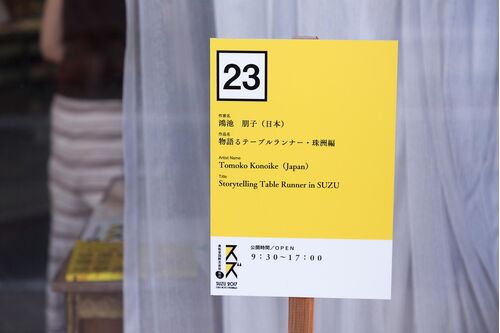 23
作家名
鴻池 朋子(日本)
作品名
物語るテーブルランナー・珠洲編
Artist Name
Tomoko Konoike (Japan)
Title
Storytelling Table Runner in SUZU
スズ
SUZU 2017
公開時間/OPEN
9:30〜17:00